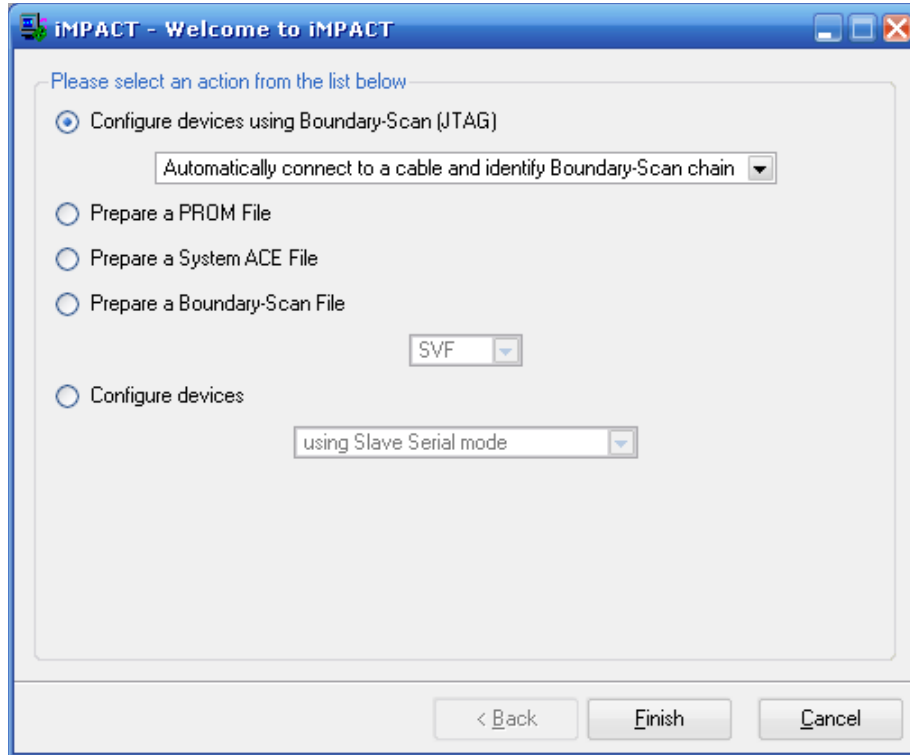 iMPACT - Welcome to iMPACT
Please select an action from the list below
Configure devices using Boundary-Scan (JTAG)
Automatically connect to a cable and identify Boundary-Scan chain
Prepare a PROM File
Prepare a System ACE File
Prepare a Boundary-Scan File
SVF
Configure devices
using Slave Serial mode
< Back Finish Cancel